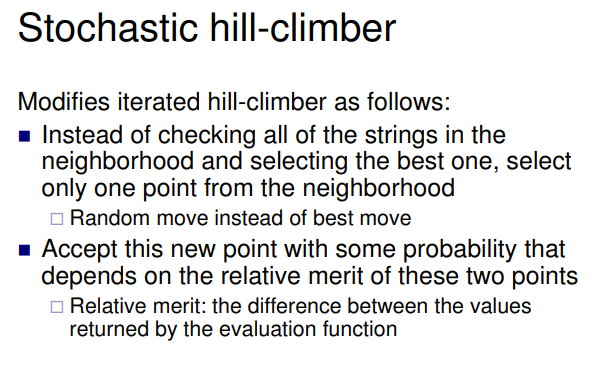 Stochastic hill-climber
Modifies iterated hill-climber as follows:
Instead of checking all of the strings in the
neighborhood and selecting the best one, select
only one point from the neighborhood
Random move instead of best move
Accept this new point with some probability that
depends on the relative merit of these two points
Relative merit: the difference between the values
returned by the evaluation function